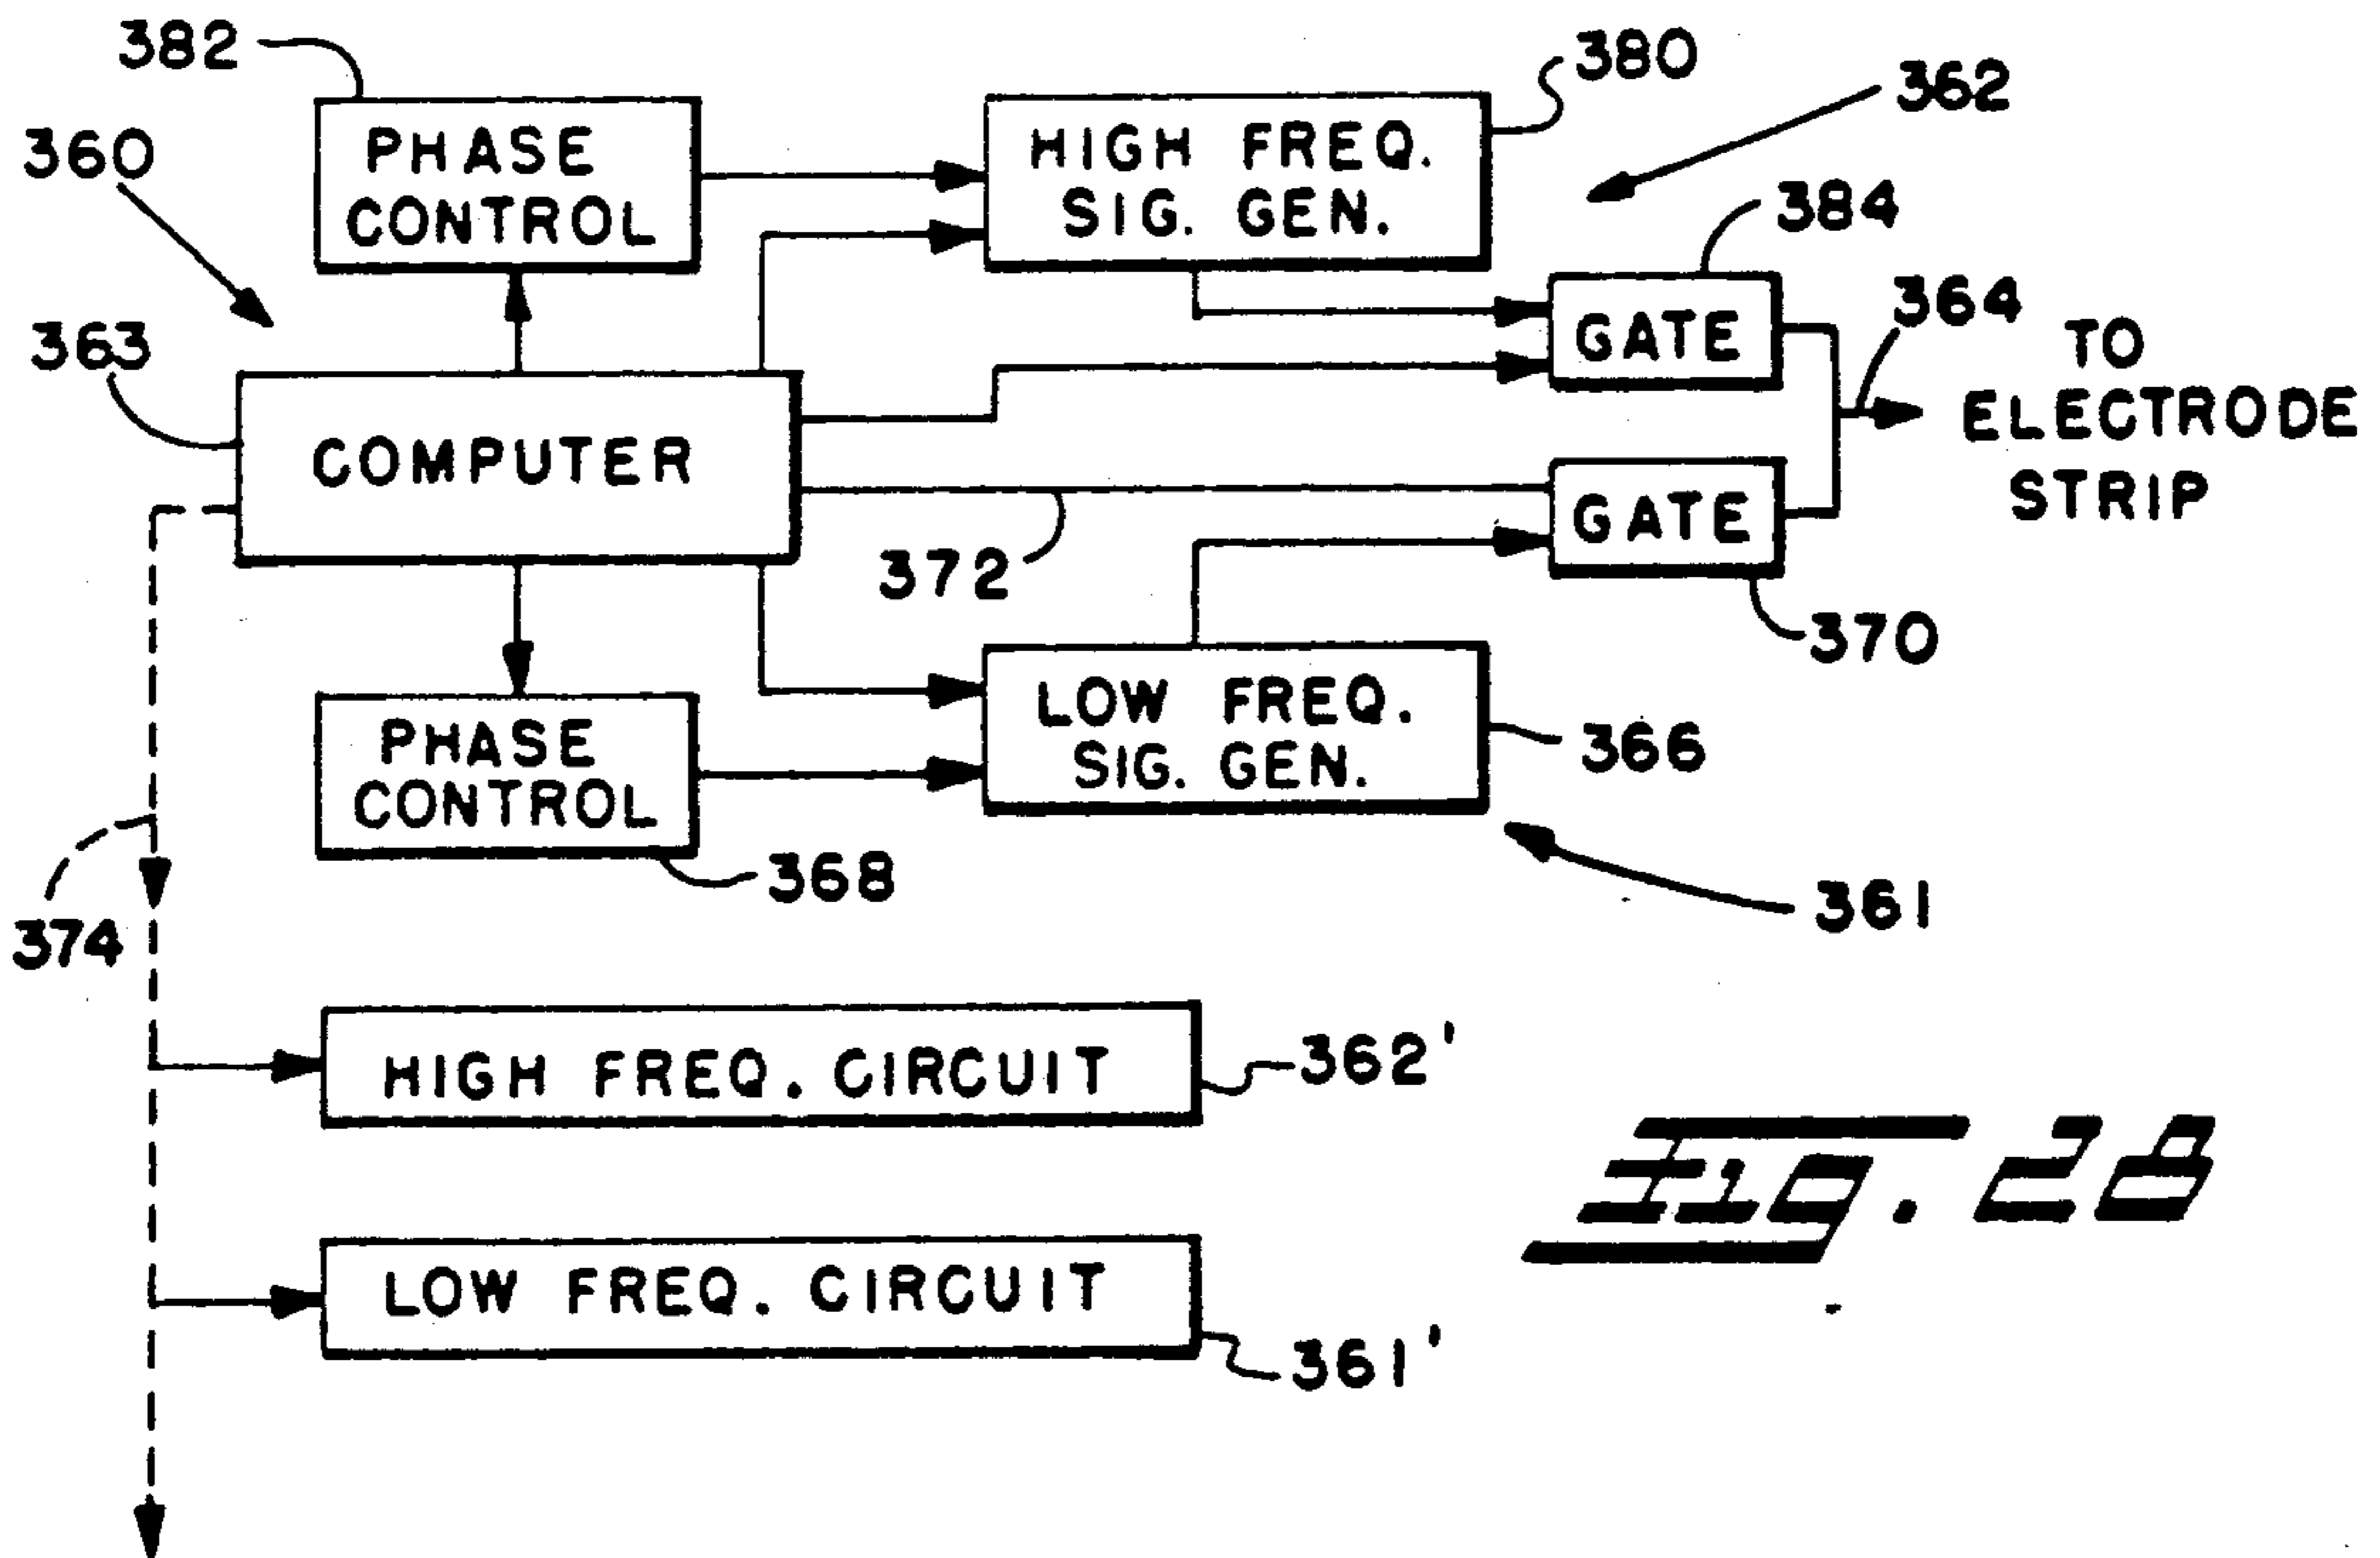 382
380
362
360
PHASE
CONTROL
HIGH FREQ.
SIG. GEN.
384
364
363
GATE
TO
ELECTRODE
STRIP
COMPUTER
372
GATE
370
PHASE
CONTROL
LOW FREQ.
SIG. GEN.
366
368
361
374
HIGH FREQ. CIRCUIT
362'
LOW FREQ. CIRCUIT
361'
Fig. 28